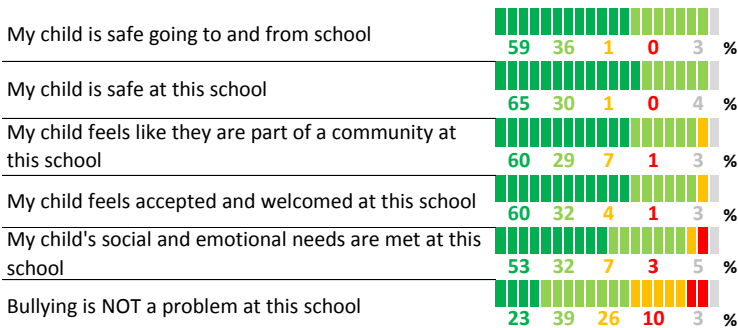 My child is safe going to and from school
59 36 1 0 3 %
My child is safe at this school
65 30 1 0 4 %
My child feels like they are part of a community at
this school
60 29 7 1 3 %
My child feels accepted and welcomed at this school
60 32 4 1 3 %
My child's social and emotional needs are met at this
school
53 32 7 3 5 %
Bullying is NOT a problem at this school
23 39 26 10 3 %